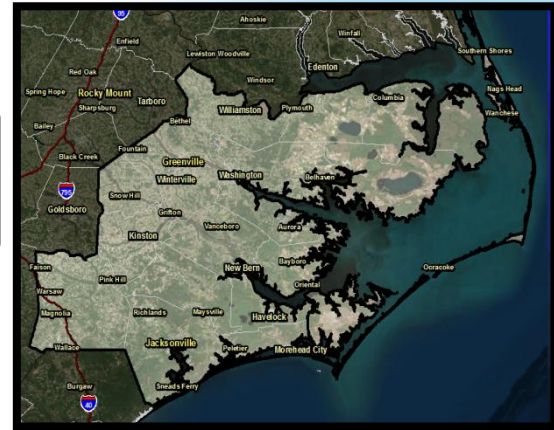 95
Ahoskie
Enfield
Winfall
Lewiston Woodville
Southern Shores
Edenton
Red Oak
Windsor
Spring Hope
Rocky Mount
Nags Head
Tarboro
Columbia
Sharpsburg
Williamston
Plymouth
Wanchese
Bailey
Bethel
Fountain
Black Creek
Greenville
Winterville
Washington
Belhaven
795
Snow Hill
Goldsboro
Grifton
Vanceboro
Aurora
Kinston
Faison
New Bern
Bayboro
Ocracoke
Pink Hill
Oriental
Warsaw
Magnolia
Richlands
Maysville
Havelock
Wallace
Jacksonville
Peletier
Morehead City
Burgaw
Sneads Ferry
40